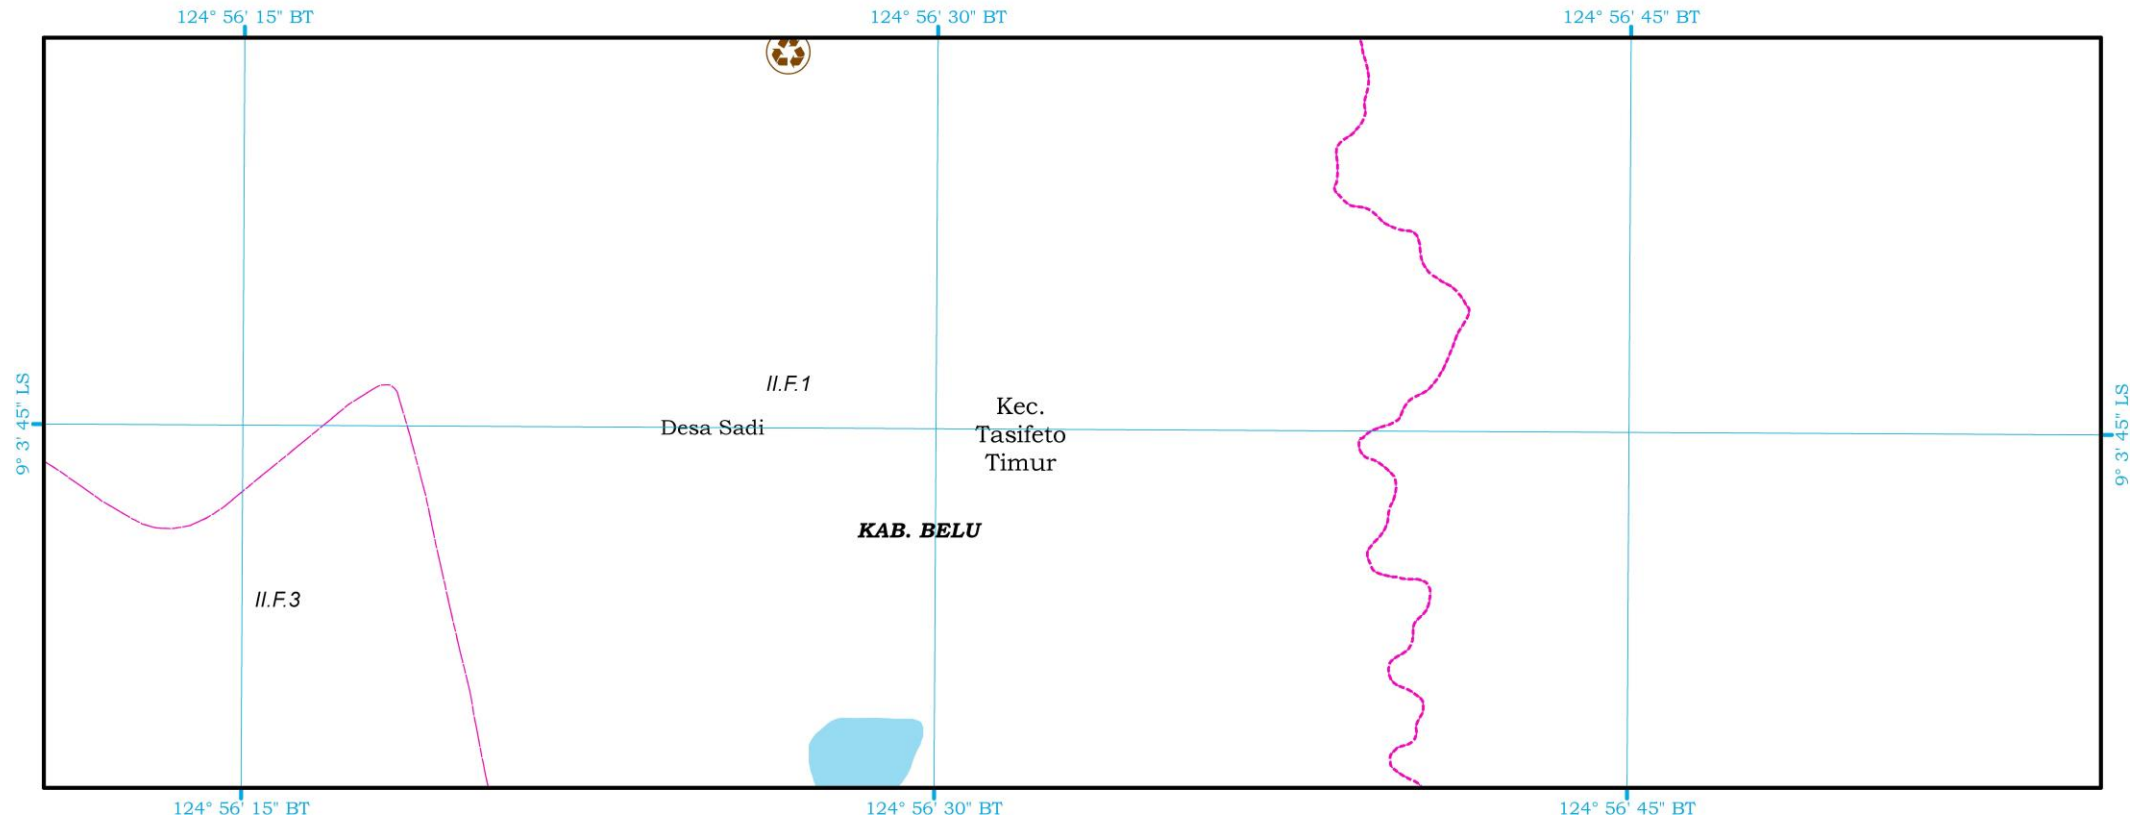 124° 56' 15" BT
124° 56' 30" BT
124° 56' 45" BT
9° 3' 45" LS
9° 3' 45" LS
II.F.1
Desa Sadi
Kec.
Tasifeto
Timur
KAB. BELU
II.F.3
124° 56' 15" BT
124° 56' 30" BT
124° 56' 45" BT